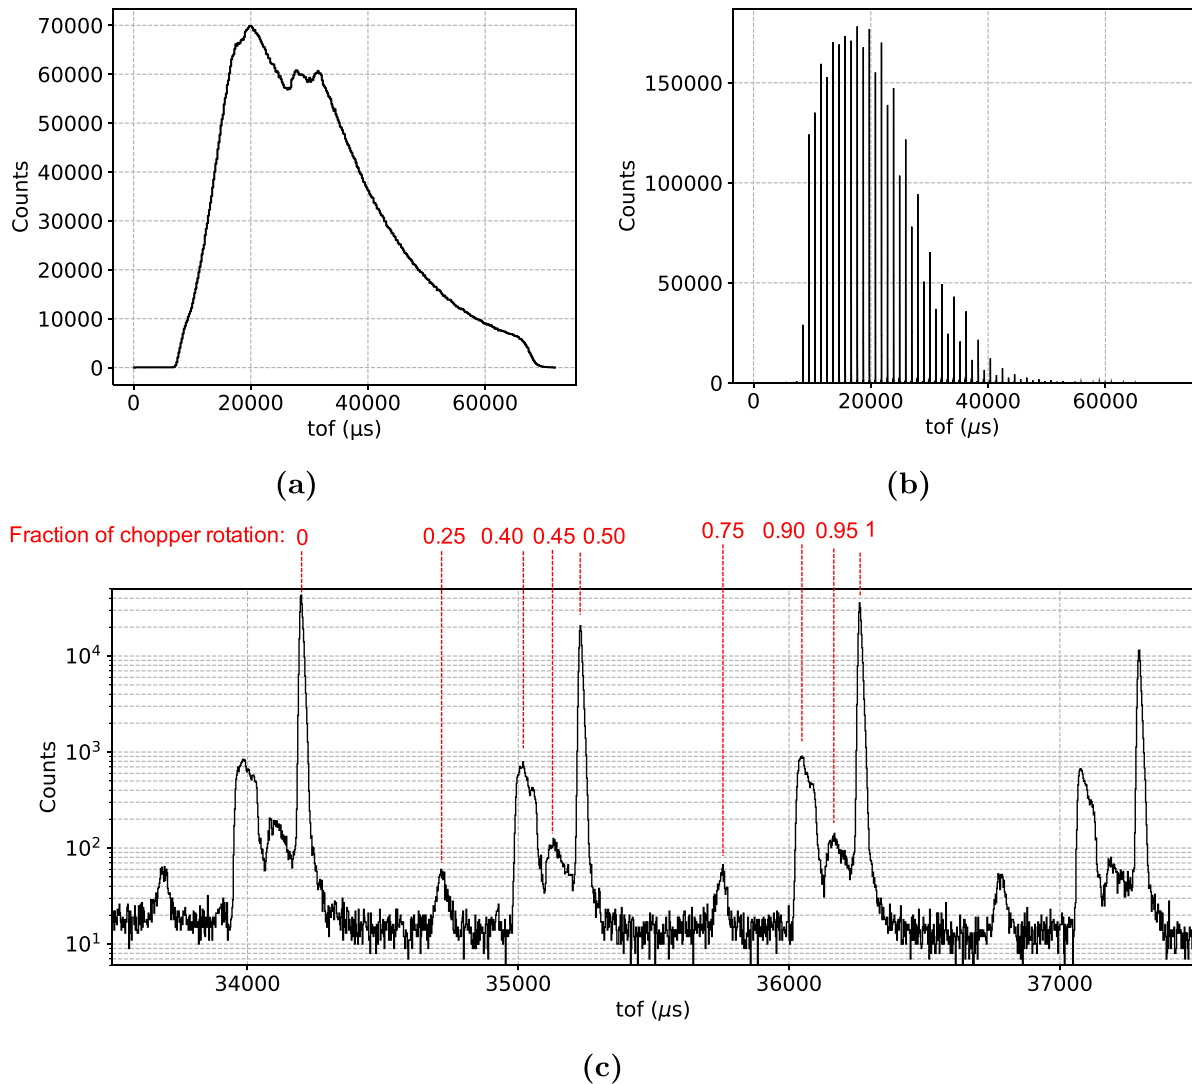 70000
60000
50000
40000
30000
20000
10000
0
Counts
0 20000 40000 60000
tof (µs)
(a)
150000
100000
50000
0
Counts
0 20000 40000 60000
tof (μs)
(b)
Fraction of chopper rotation: 0 0.25 0.40 0.45 0.50 0.75 0.90 0.95 1
10⁴
10³
10²
10¹
Counts
34000 35000 36000 37000
tof (μs)
(c)